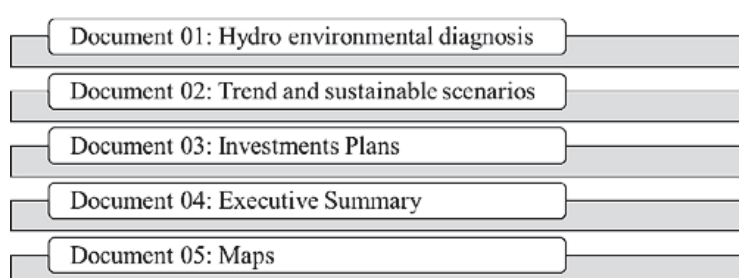 Document 01: Hydro environmental diagnosis
Document 02: Trend and sustainable scenarios
Document 03: Investments Plans
Document 04: Executive Summary
Document 05: Maps